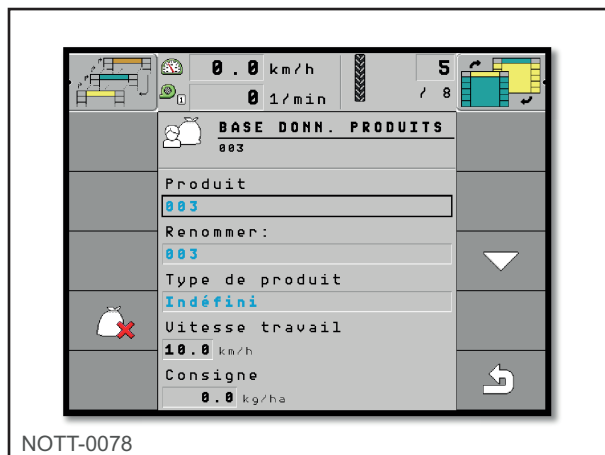 0.0 km/h 5
1 0 1/min / 8
BASE DONN. PRODUITS
003
Produit
003
Renommer:
003
Type de produit
Indéfini
Vitesse travail
10.0 km/h
Consigne
0.0 kg/ha
NOTT-0078